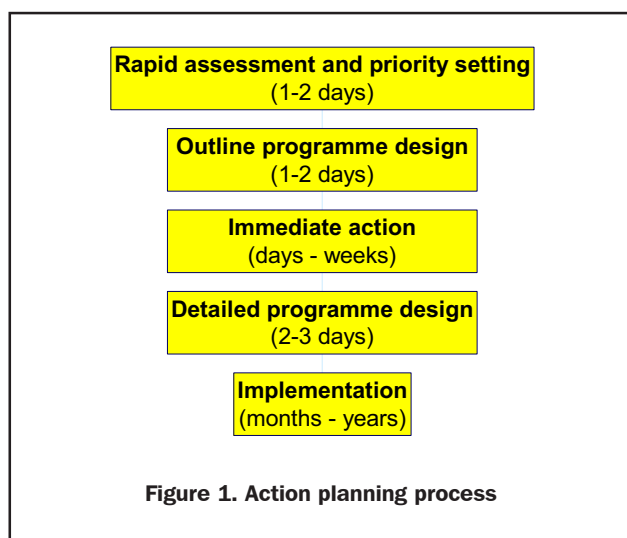 Rapid assessment and priority setting
(1-2 days)
Outline programme design
(1-2 days)
Immediate action
(days - weeks)
Detailed programme design
(2-3 days)
Implementation
(months - years)
Figure 1. Action planning process